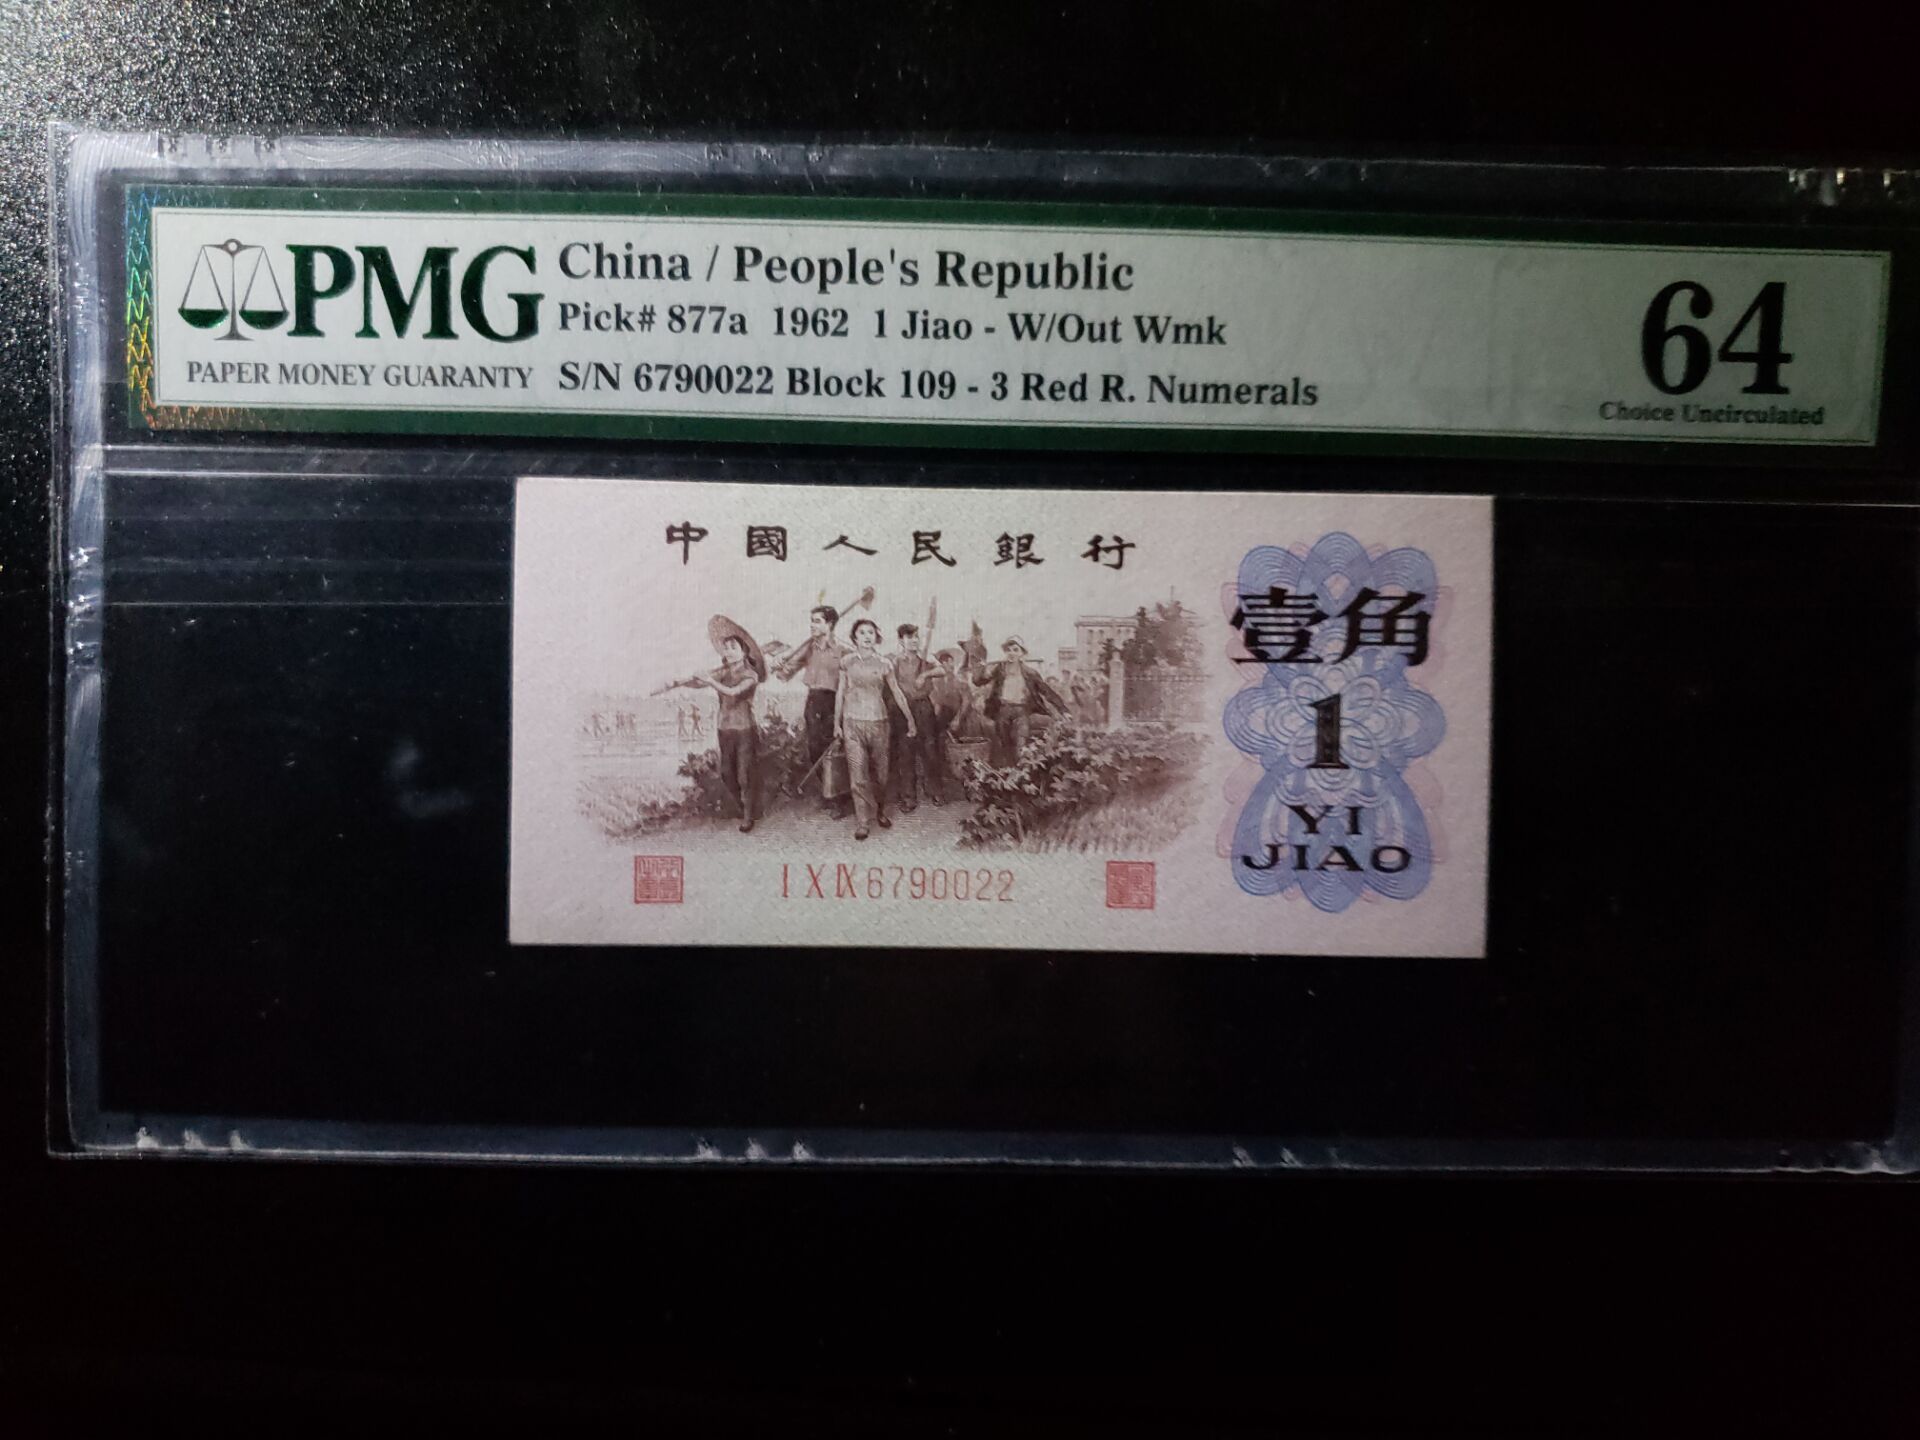 PMG
PAPER MONEY GUARANTY
China / People's Republic
Pick# 877a 1962 1 Jiao - W/Out Wmk
S/N 6790022 Block 109 - 3 Red R. Numerals
64
Choice Uncirculated
中國人民銀行
壹角
1
YI
JIAO
I X IX 6790022